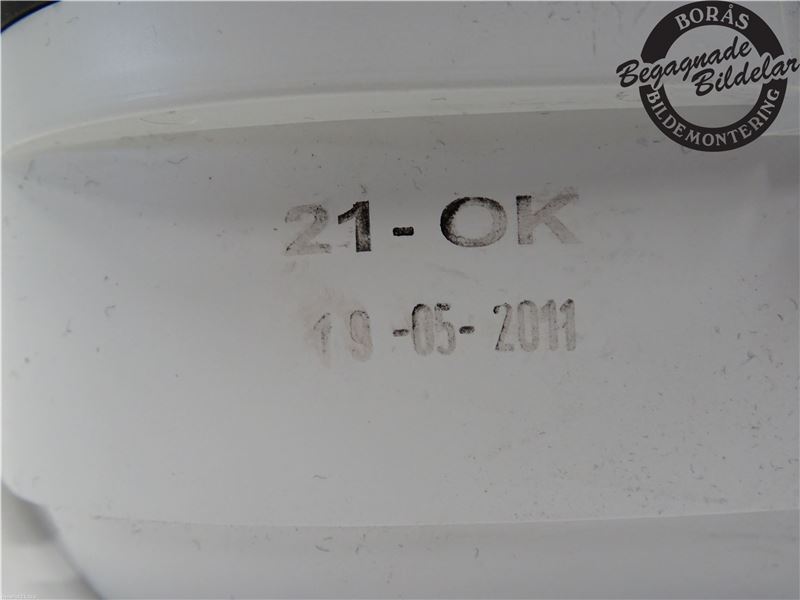 BORÅS
Begagnade
Bildelar
BILDEMONTERING
21-OK
19-05-2011